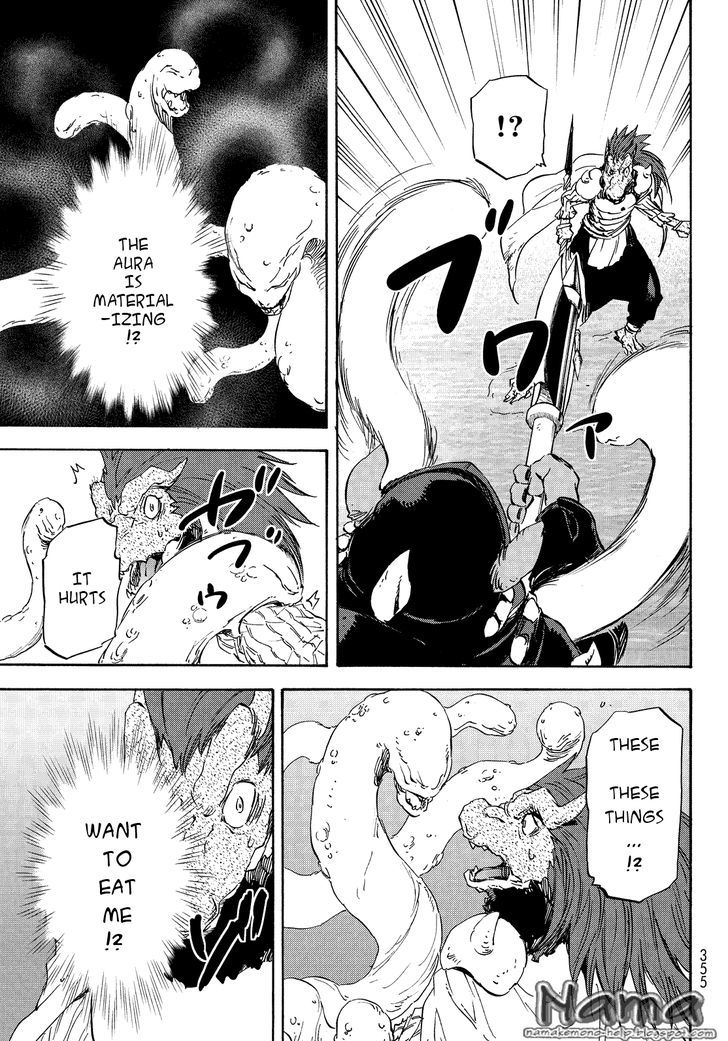 !?
ブ
ワ
ァ
THE
AURA
IS
MATERIAL
-IZING
!?
ガ
ブ
ッ
IT
HURTS
THESE
THESE
THINGS
...
!?
WANT
TO
EAT
ME !?
355
Nama
namakemono-help.blogspot.com